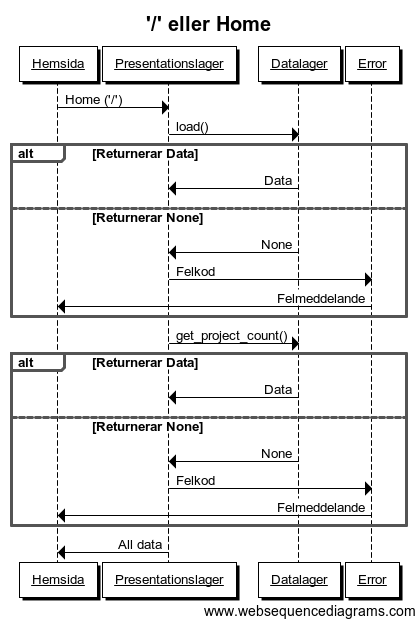 '/' eller Home
Hemsida Presentationslager Datalager Error
Home ('/')
load()
alt [Returnerar Data]
Data
[Returnerar None]
None
Felkod
Felmeddelande
get_project_count()
alt [Returnerar Data]
Data
[Returnerar None]
None
Felkod
Felmeddelande
All data
Hemsida Presentationslager Datalager Error
www.websequencediagrams.com